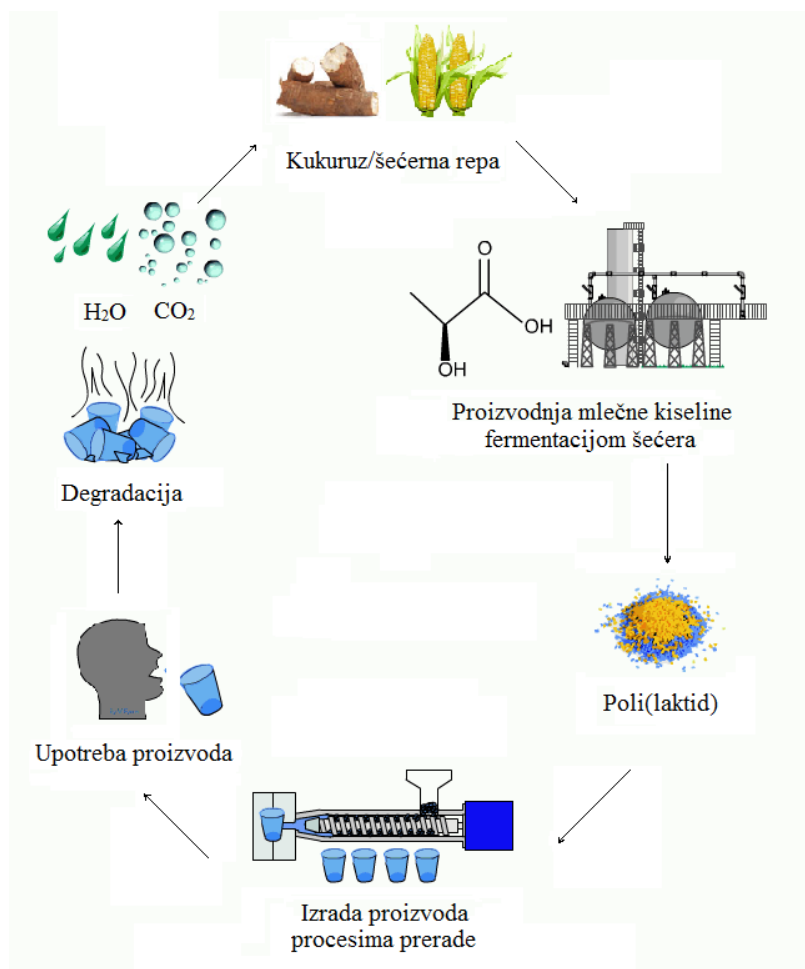 Kukuruz/šećerna repa
O
OH
OH
Proizvodnja mlečne kiseline
fermentacijom šećera
Poli(laktid)
Izrada proizvoda
procesima prerade
Upotreba proizvoda
Degradacija
H₂O CO₂